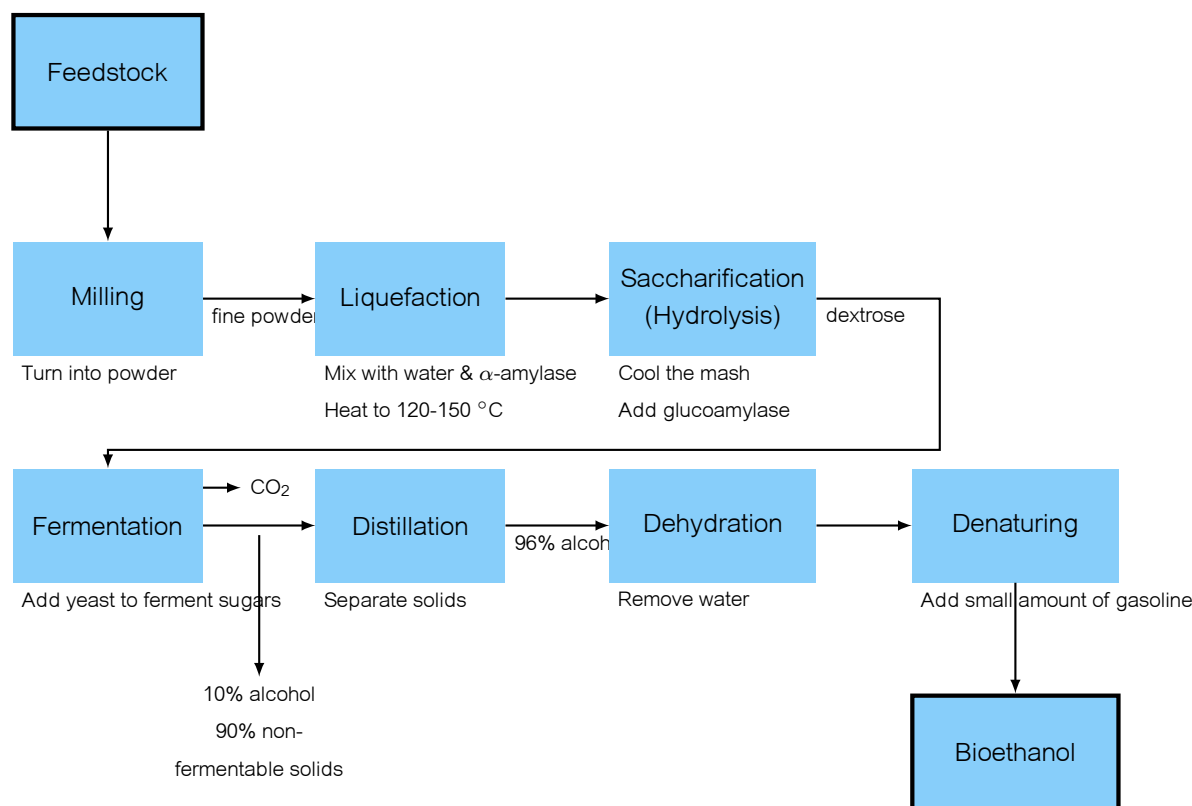 Feedstock
Milling
fine powder
Liquefaction
Saccharification
(Hydrolysis)
dextrose
Turn into powder
Mix with water & α-amylase
Heat to 120-150 °C
Cool the mash
Add glucoamylase
Fermentation
CO₂
Distillation
96% alcoh
Dehydration
Denaturing
Add yeast to ferment sugars
Separate solids
Remove water
Add small amount of gasoline
10% alcohol
90% non-
fermentable solids
Bioethanol